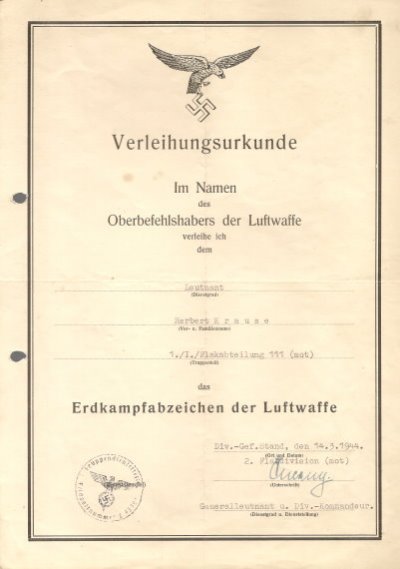 Verleihungsurkunde
Im Namen
des
Oberbefehlshabers der Luftwaffe
verleihe ich
dem
Leutnant
(Dienstgrad)
Herbert K r a u s e
(Vor- u. Familienname)
1./I./Flakabteilung 111 (mot)
(Truppenteil)
das
Erdkampfabzeichen der Luftwaffe
Div.-Gef.Stand, den 14.3.1944.
(Ort und Datum)
2. Flakdivision (mot)
(Unterschrift)
Generalleutnant u. Div.-Kommandeur.
(Dienstgrad u. Dienststellung)